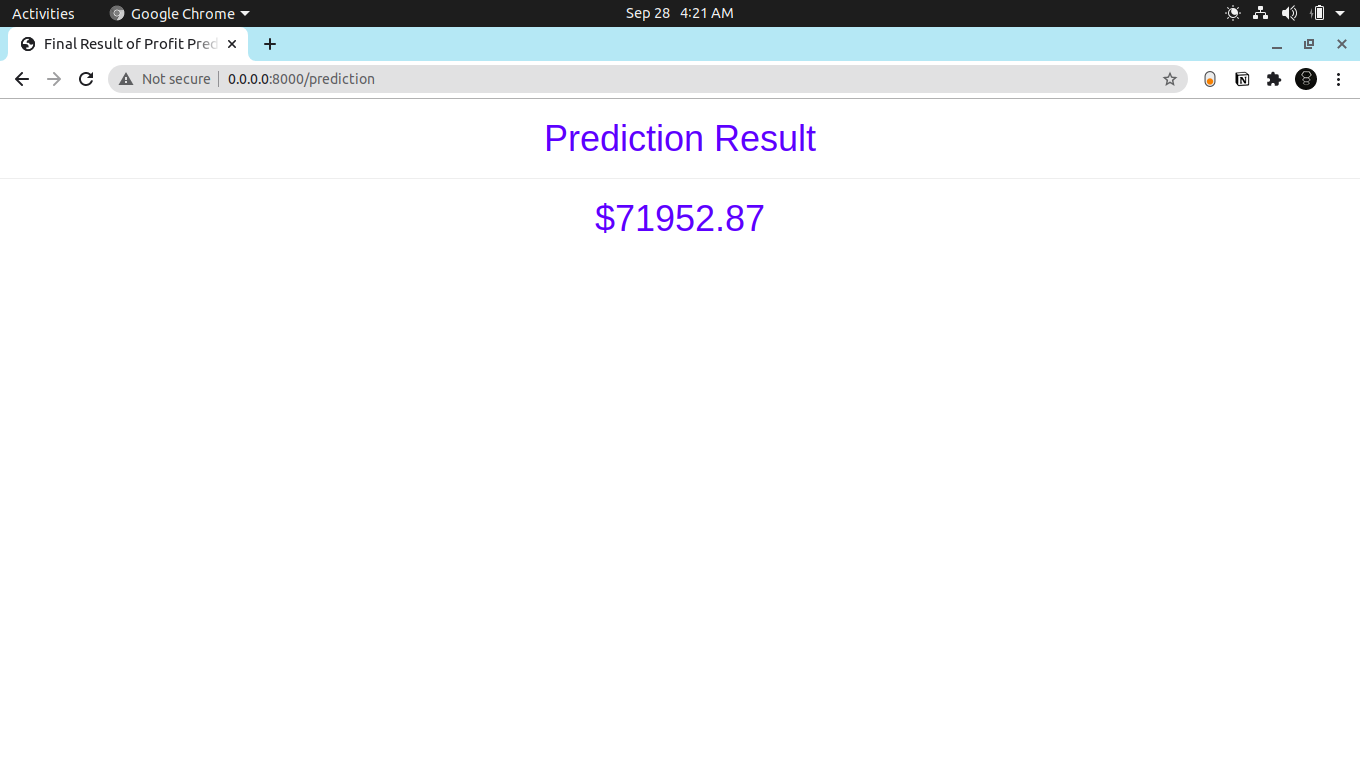 Activities Google Chrome Sep 28 4:21 AM
Final Result of Profit Pred
Not secure 0.0.0.0:8000/prediction
Prediction Result
$71952.87